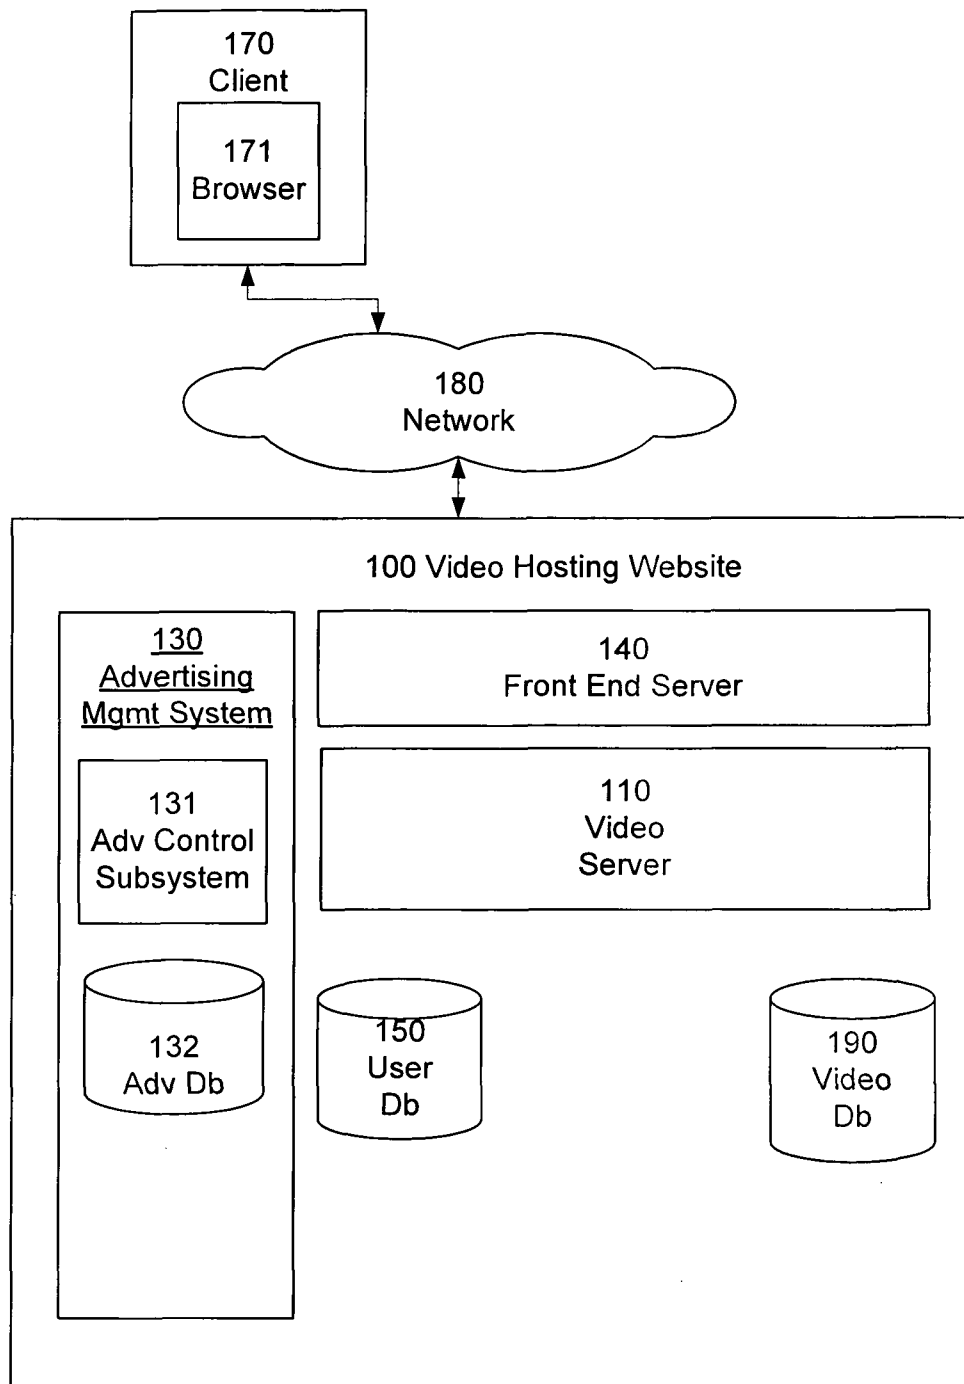 170
Client
171
Browser
180
Network
100 Video Hosting Website
130
Advertising
Mgmt System
140
Front End Server
131
Adv Control
Subsystem
110
Video
Server
132
Adv Db
150
User
Db
190
Video
Db